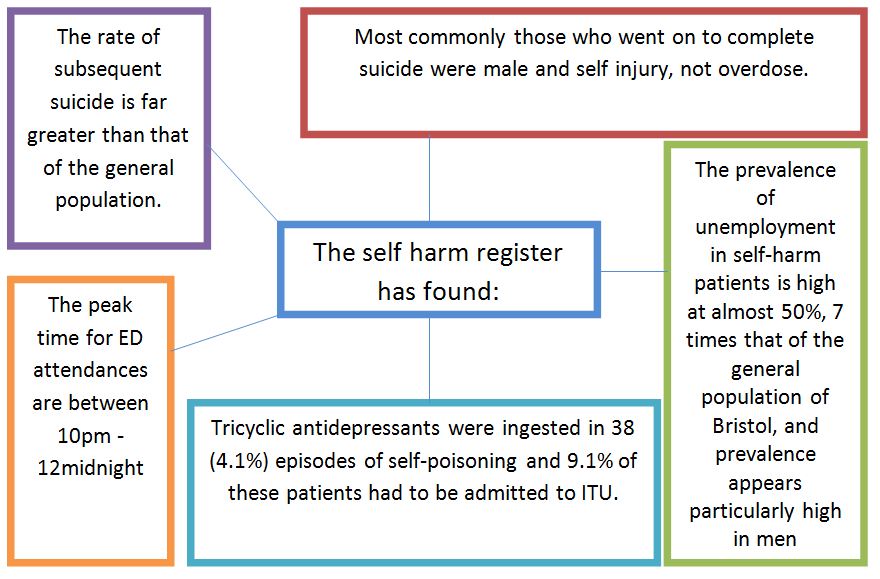 The rate of
subsequent
suicide is far
greater than that
of the general
population.
Most commonly those who went on to complete
suicide were male and self injury, not overdose.
The self harm register
has found:
The prevalence
of
unemployment
in self-harm
patients is high
at almost 50%, 7
times that of the
general
population of
Bristol, and
prevalence
appears
particularly high
in men
The peak
time for ED
attendances
are between
10pm -
12midnight
Tricyclic antidepressants were ingested in 38
(4.1%) episodes of self-poisoning and 9.1% of
these patients had to be admitted to ITU.